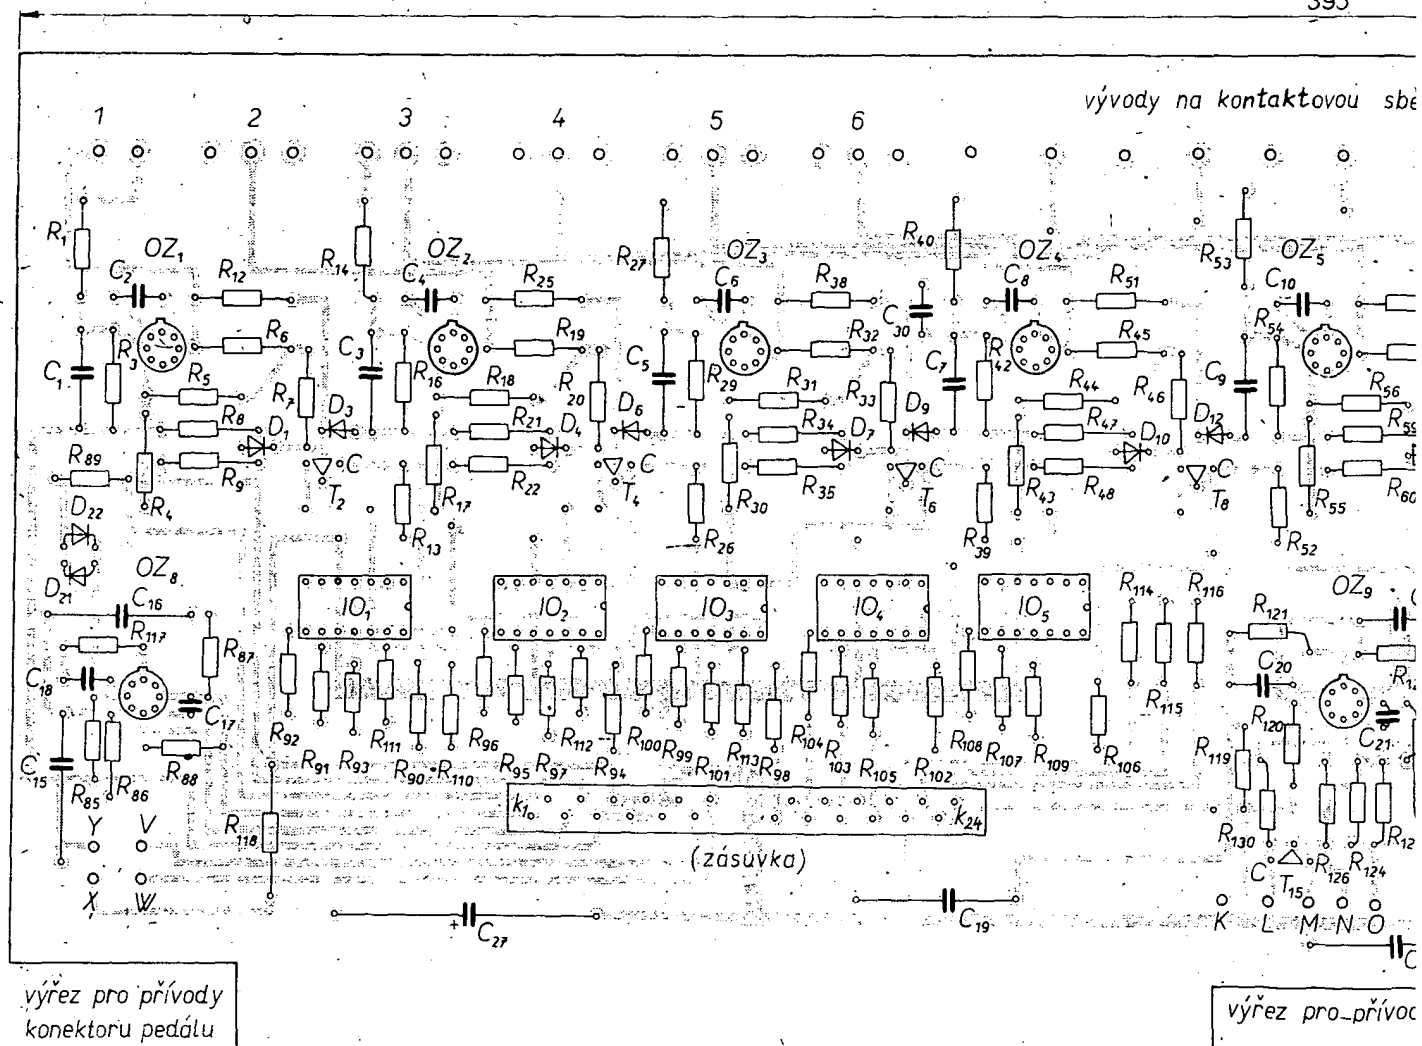 395
vývody na kontaktovou sbě
1 2 3 4 5 6
R1 OZ1 R14 OZ2 R27 OZ3 R40 OZ4 R53 OZ5
C2 R12 C4 R25 C6 R38 C30 C8 R51 C10
R3 R6 C3 R19 C5 R32 C7 R42 R45 R54
C1 R5 R7 R16 R18 R20 R29 R31 R33 R44 R46 C9 R56
R8 D1 D3 R21 D4 D6 R34 D7 D9 R47 D10 D12 R59
R89 R9 C R22 C R35 C R48 C R60
D22 R4 T2 R17 T4 R30 T6 R43 T8 R55
R13 R26 R39 R52
D21 OZ8 IO1 IO2 IO3 IO4 IO5 R114 R116 OZ9
C16 R117 R87 R121
C18 C17 C20
R115 R120 C21
C15 R85 R86 R88 R92 R91 R93 R111 R90 R110 R96 R95 R97 R112 R94 R100 R99 R101 R113 R98 R104 R103 R105 R102 R108 R107 R109 R106 R119
k1 k24
Y V R118 R130 R126 R124
(zásuvka)
C T15
X W K L M N O
+ C27 C19
výřez pro přívody
konektoru pedálu
výřez pro přívod